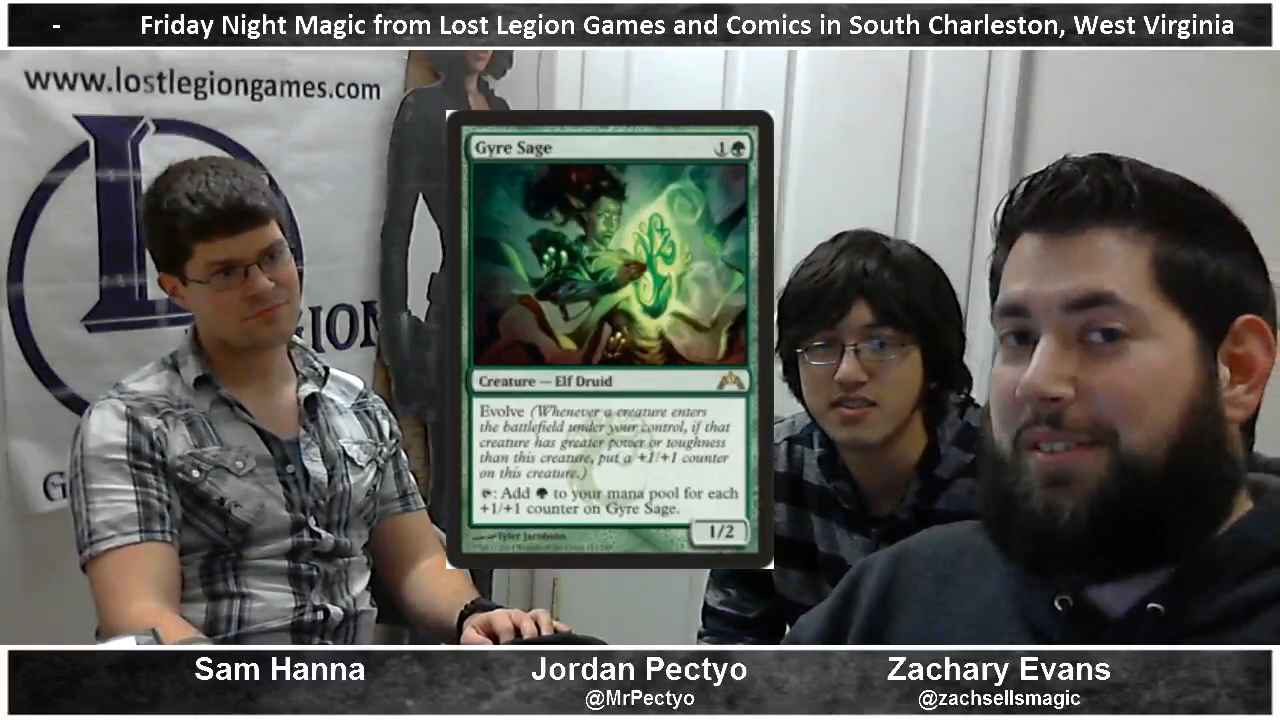 - Friday Night Magic from Lost Legion Games and Comics in South Charleston, West Virginia
www.lostlegiongames.com
L
GION
G
Gyre Sage
1
Creature — Elf Druid
Evolve (Whenever a creature enters
the battlefield under your control, if that
creature has greater power or toughness
than this creature, put a +1/+1 counter
on this creature.)
: Add to your mana pool for each
+1/+1 counter on Gyre Sage.
1/2
Tyler Jacobson
Sam Hanna
Jordan Pectyo
Zachary Evans
@MrPectyo
@zachsellsmagic